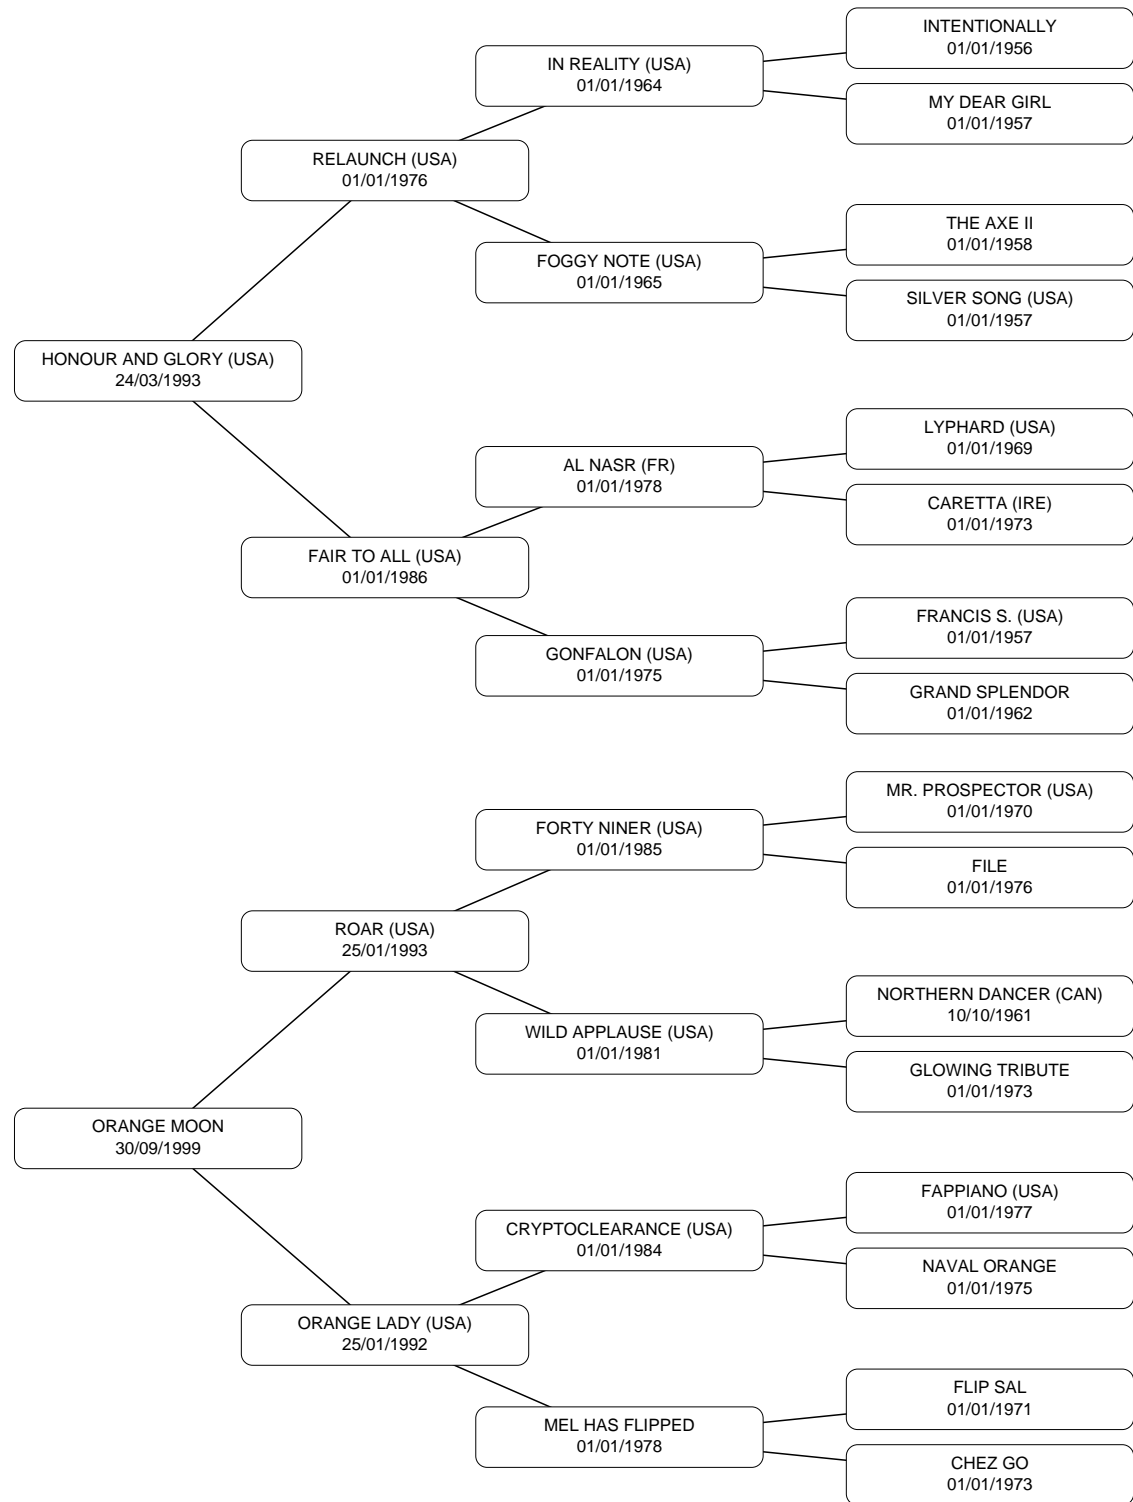 INTENTIONALLY
01/01/1956
IN REALITY (USA)
01/01/1964
MY DEAR GIRL
01/01/1957
RELAUNCH (USA)
01/01/1976
THE AXE II
01/01/1958
FOGGY NOTE (USA)
01/01/1965
SILVER SONG (USA)
01/01/1957
HONOUR AND GLORY (USA)
24/03/1993
LYPHARD (USA)
01/01/1969
AL NASR (FR)
01/01/1978
CARETTA (IRE)
01/01/1973
FAIR TO ALL (USA)
01/01/1986
FRANCIS S. (USA)
01/01/1957
GONFALON (USA)
01/01/1975
GRAND SPLENDOR
01/01/1962
MR. PROSPECTOR (USA)
01/01/1970
FORTY NINER (USA)
01/01/1985
FILE
01/01/1976
ROAR (USA)
25/01/1993
NORTHERN DANCER (CAN)
10/10/1961
WILD APPLAUSE (USA)
01/01/1981
GLOWING TRIBUTE
01/01/1973
ORANGE MOON
30/09/1999
FAPPIANO (USA)
01/01/1977
CRYPTOCLEARANCE (USA)
01/01/1984
NAVAL ORANGE
01/01/1975
ORANGE LADY (USA)
25/01/1992
FLIP SAL
01/01/1971
MEL HAS FLIPPED
01/01/1978
CHEZ GO
01/01/1973